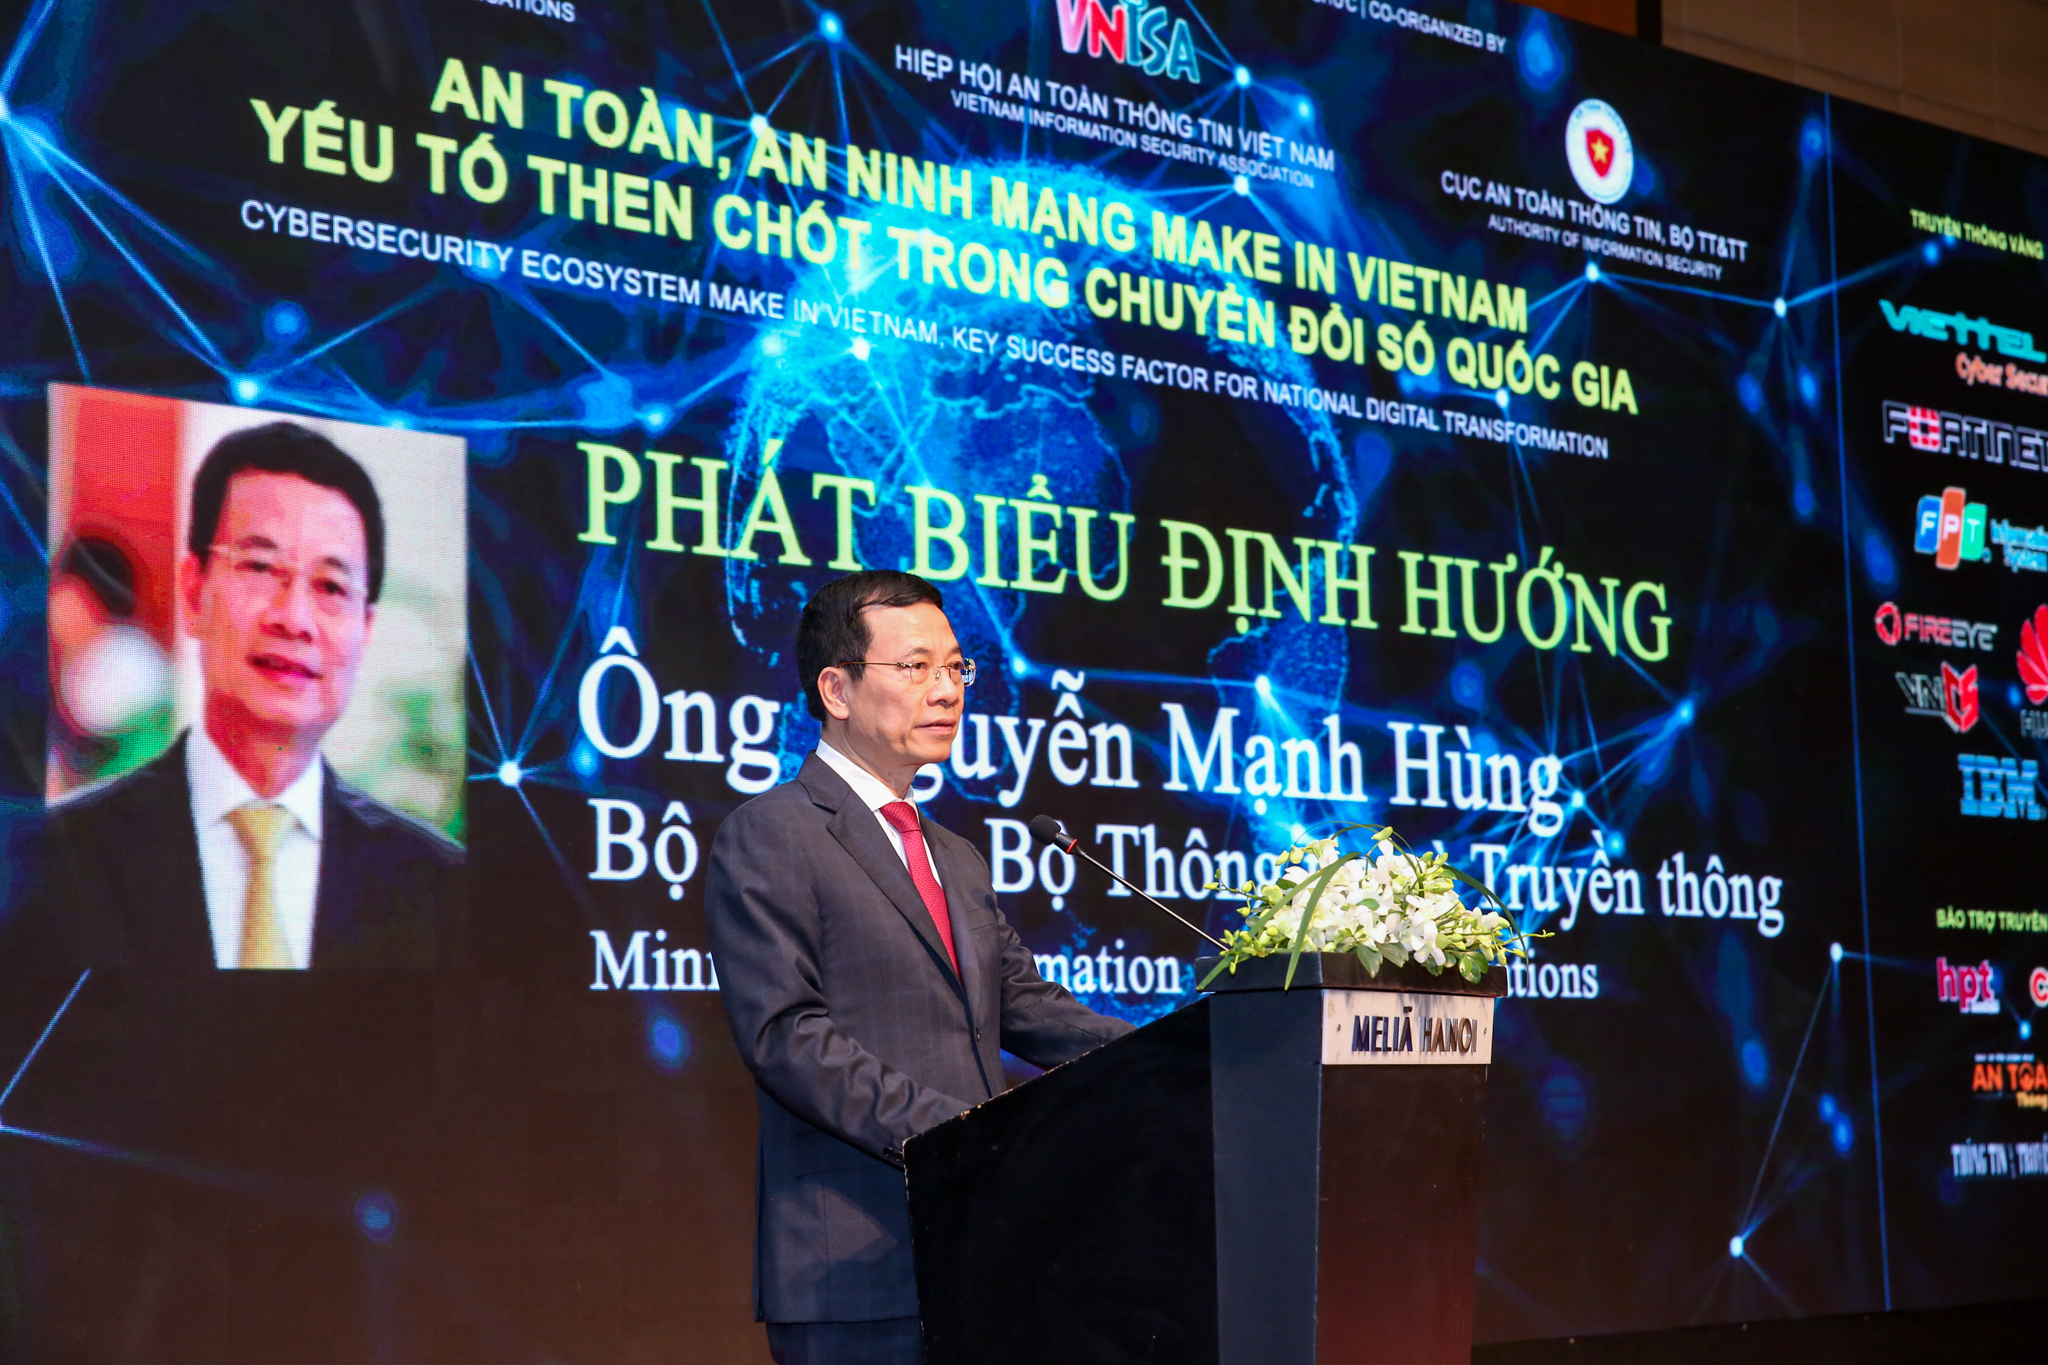 VNISA
CO-ORGANIZED BY
HIỆP HỘI AN TOÀN THÔNG TIN VIỆT NAM
VIETNAM INFORMATION SECURITY ASSOCIATION
CỤC AN TOÀN THÔNG TIN, BỘ TT&TT
AUTHORITY OF INFORMATION SECURITY
AN TOÀN, AN NINH MẠNG MAKE IN VIETNAM
YẾU TỐ THEN CHỐT TRONG CHUYỂN ĐỔI SỐ QUỐC GIA
CYBERSECURITY ECOSYSTEM MAKE IN VIETNAM, KEY SUCCESS FACTOR FOR NATIONAL DIGITAL TRANSFORMATION
PHÁT BIỂU ĐỊNH HƯỚNG
Ông guyễn Mạnh Hùng
Bộ Bộ Thông Truyền thông
Min mation tions
MELIÃ HANOI
TRUYỀN THÔNG VÀNG
VIETTEL
Cyber Secu
FORTINET
FPT
FIREEYE
VNCS
IBM
BẢO TRỢ TRUYỀN
hpt
AN TOÀ